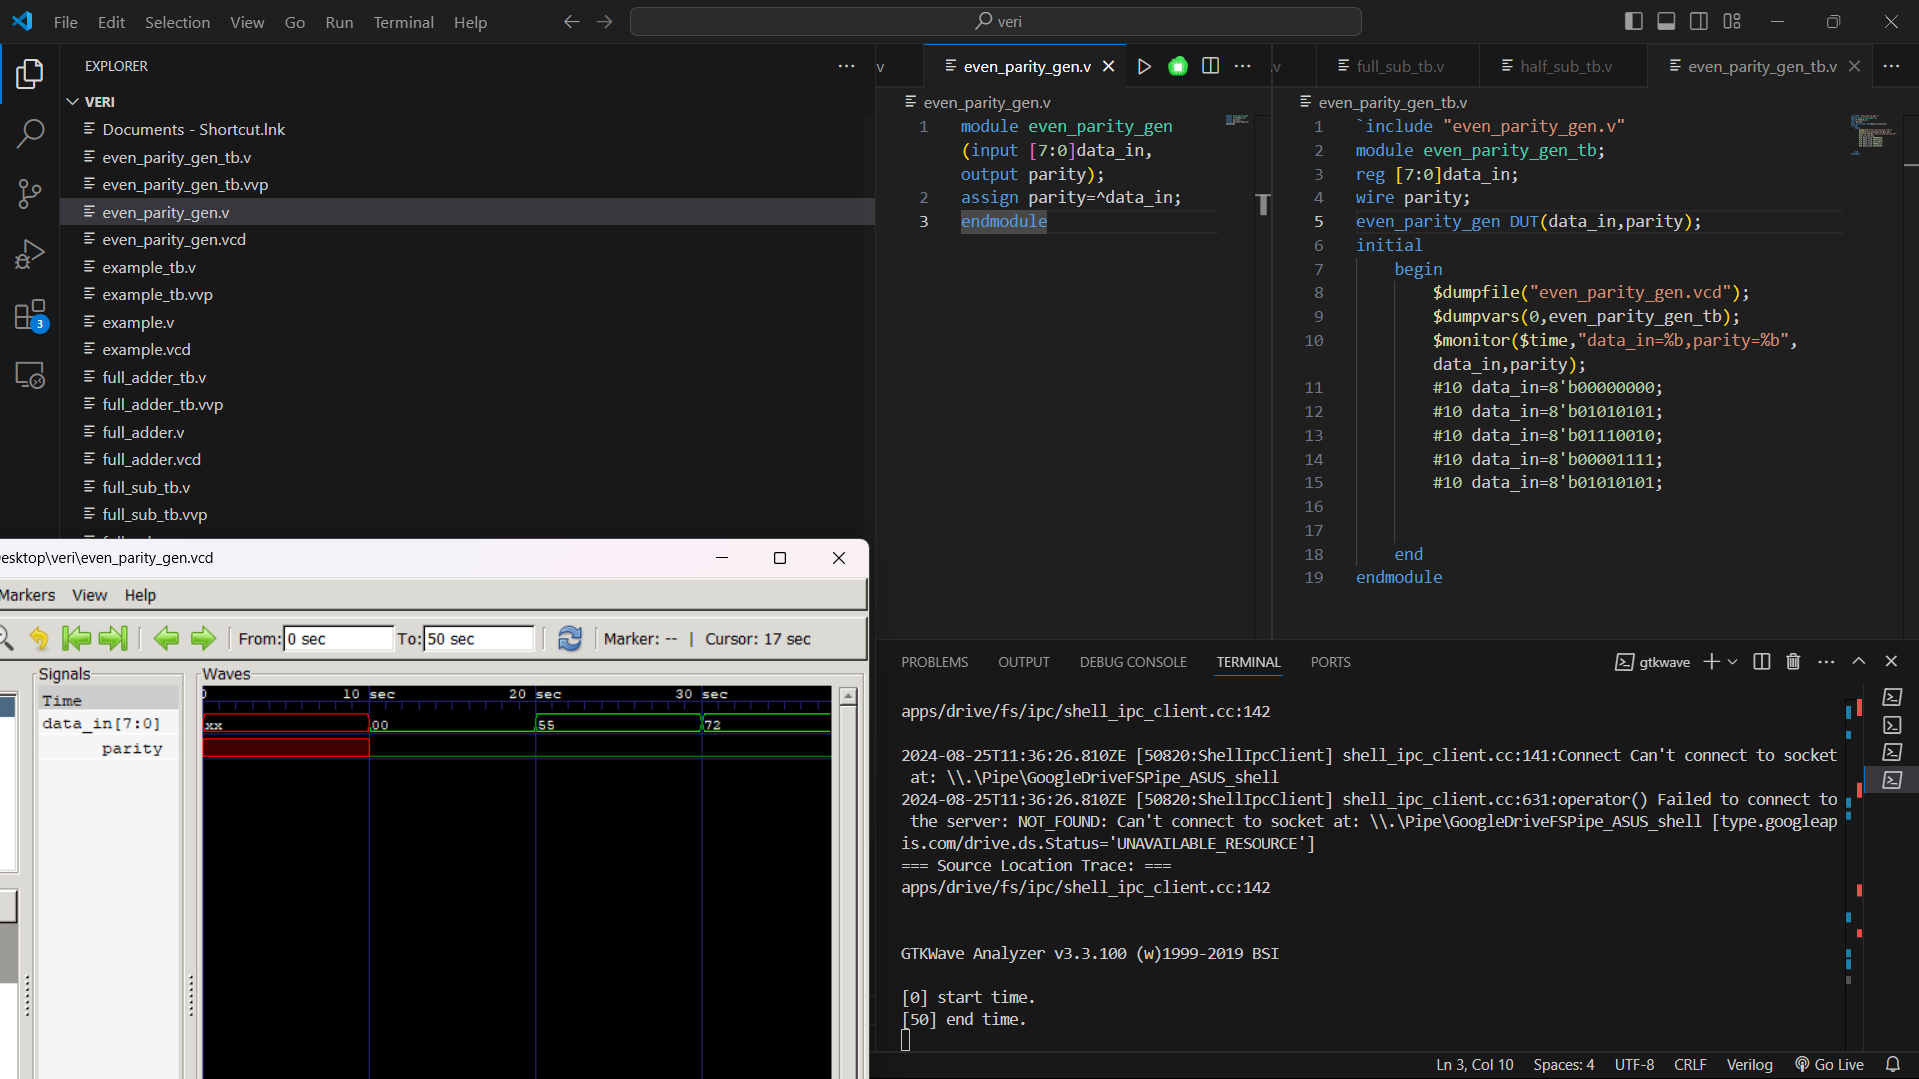 File Edit Selection View Go Run Terminal Help
veri
EXPLORER
VERI
Documents - Shortcut.lnk
even_parity_gen_tb.v
even_parity_gen_tb.vvp
even_parity_gen.v
even_parity_gen.vcd
example_tb.v
example_tb.vvp
example.v
example.vcd
full_adder_tb.v
full_adder_tb.vvp
full_adder.v
full_adder.vcd
full_sub_tb.v
full_sub_tb.vvp
3
v even_parity_gen.v
even_parity_gen.v
1 module even_parity_gen
(input [7:0]data_in,
output parity);
2 assign parity=^data_in;
3 endmodule
.v full_sub_tb.v half_sub_tb.v even_parity_gen_tb.v
even_parity_gen_tb.v
1 `include "even_parity_gen.v"
2 module even_parity_gen_tb;
3 reg [7:0]data_in;
4 wire parity;
5 even_parity_gen DUT(data_in,parity);
6 initial
7 begin
8 $dumpfile("even_parity_gen.vcd");
9 $dumpvars(0,even_parity_gen_tb);
10 $monitor($time,"data_in=%b,parity=%b",
data_in,parity);
11 #10 data_in=8'b00000000;
12 #10 data_in=8'b01010101;
13 #10 data_in=8'b01110010;
14 #10 data_in=8'b00001111;
15 #10 data_in=8'b01010101;
16
17
18 end
19 endmodule
esktop\veri\even_parity_gen.vcd
Markers View Help
From: 0 sec To: 50 sec Marker: -- | Cursor: 17 sec
Signals
Time
data_in[7:0]
parity
Waves
0 10 sec 20 sec 30 sec
xx 00 55 72
PROBLEMS OUTPUT DEBUG CONSOLE TERMINAL PORTS
gtkwave
apps/drive/fs/ipc/shell_ipc_client.cc:142
2024-08-25T11:36:26.810ZE [50820:ShellIpcClient] shell_ipc_client.cc:141:Connect Can't connect to socket
at: \\.\Pipe\GoogleDriveFSPipe_ASUS_shell
2024-08-25T11:36:26.810ZE [50820:ShellIpcClient] shell_ipc_client.cc:631:operator() Failed to connect to
the server: NOT_FOUND: Can't connect to socket at: \\.\Pipe\GoogleDriveFSPipe_ASUS_shell [type.googleap
is.com/drive.ds.Status='UNAVAILABLE_RESOURCE']
=== Source Location Trace: ===
apps/drive/fs/ipc/shell_ipc_client.cc:142
GTKWave Analyzer v3.3.100 (w)1999-2019 BSI
[0] start time.
[50] end time.
Ln 3, Col 10 Spaces: 4 UTF-8 CRLF Verilog Go Live